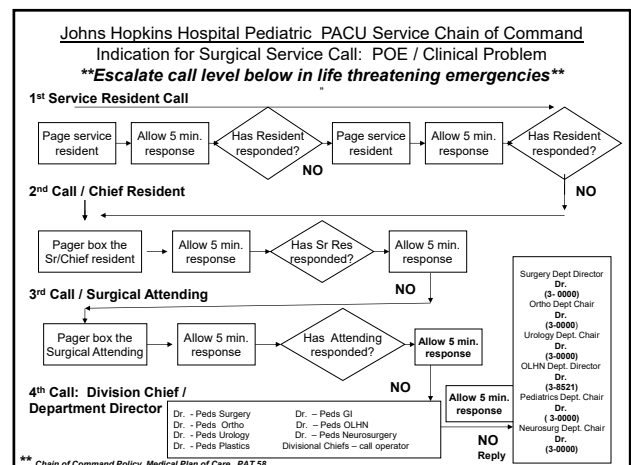 Johns Hopkins Hospital Pediatric PACU Service Chain of Command
Indication for Surgical Service Call: POE / Clinical Problem
**Escalate call level below in life threatening emergencies**
"
1st Service Resident Call
Page service
resident
Allow 5 min.
response
Has Resident
responded?
NO
Page service
resident
Allow 5 min.
response
Has Resident
responded?
NO
2nd Call / Chief Resident
Pager box the
Sr/Chief resident
Allow 5 min.
response
Has Sr Res
responded?
Allow 5 min.
response
NO
3rd Call / Surgical Attending
Pager box the
Surgical Attending
Allow 5 min.
response
Has Attending
responded?
Allow 5 min.
response
NO
4th Call: Division Chief /
Department Director
Dr. - Peds Surgery
Dr. - Peds Ortho
Dr. - Peds Urology
Dr. - Peds Plastics
Dr. – Peds GI
Dr. – Peds OLHN
Dr. – Peds Neurosurgery
Divisional Chiefs – call operator
Allow 5 min.
response
NO
Reply
Surgery Dept Director
Dr.
(3- 0000)
Ortho Dept Chair
Dr.
(3-0000)
Urology Dept. Chair
Dr.
(3-0000)
OLHN Dept. Director
Dr.
(3-8521)
Pediatrics Dept. Chair
Dr.
( 3-0000)
Neurosurg Dept. Chair
Dr.
(3-0000)
** Chain of Command Policy, Medical Plan of Care, PAT 58